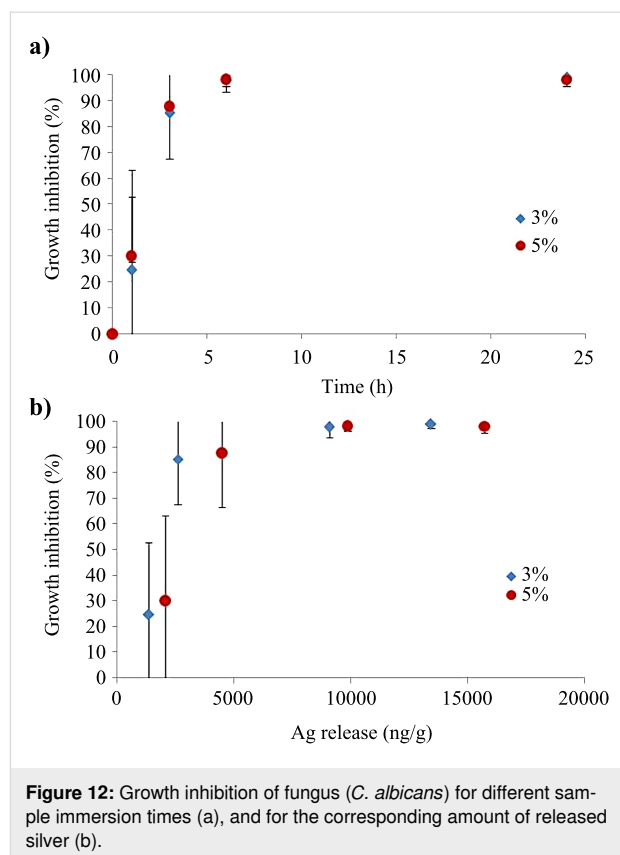 a)
100
90
80
70
60
50
40
30
20
10
0
Growth inhibition (%)
3%
5%
0 5 10 15 20 25
Time (h)
b)
100
90
80
70
60
50
40
30
20
10
0
Growth inhibition (%)
3%
5%
0 5000 10000 15000 20000
Ag release (ng/g)
Figure 12: Growth inhibition of fungus (C. albicans) for different sam-
ple immersion times (a), and for the corresponding amount of released
silver (b).